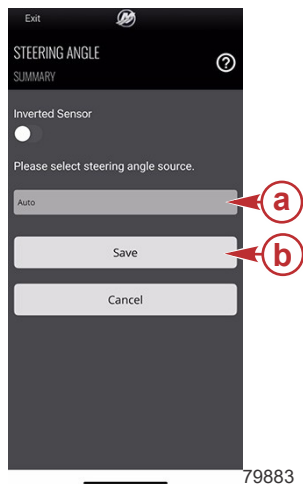 Exit
STEERING ANGLE
?
SUMMARY
Inverted Sensor
Please select steering angle source.
Auto
a
Save
b
Cancel
79883